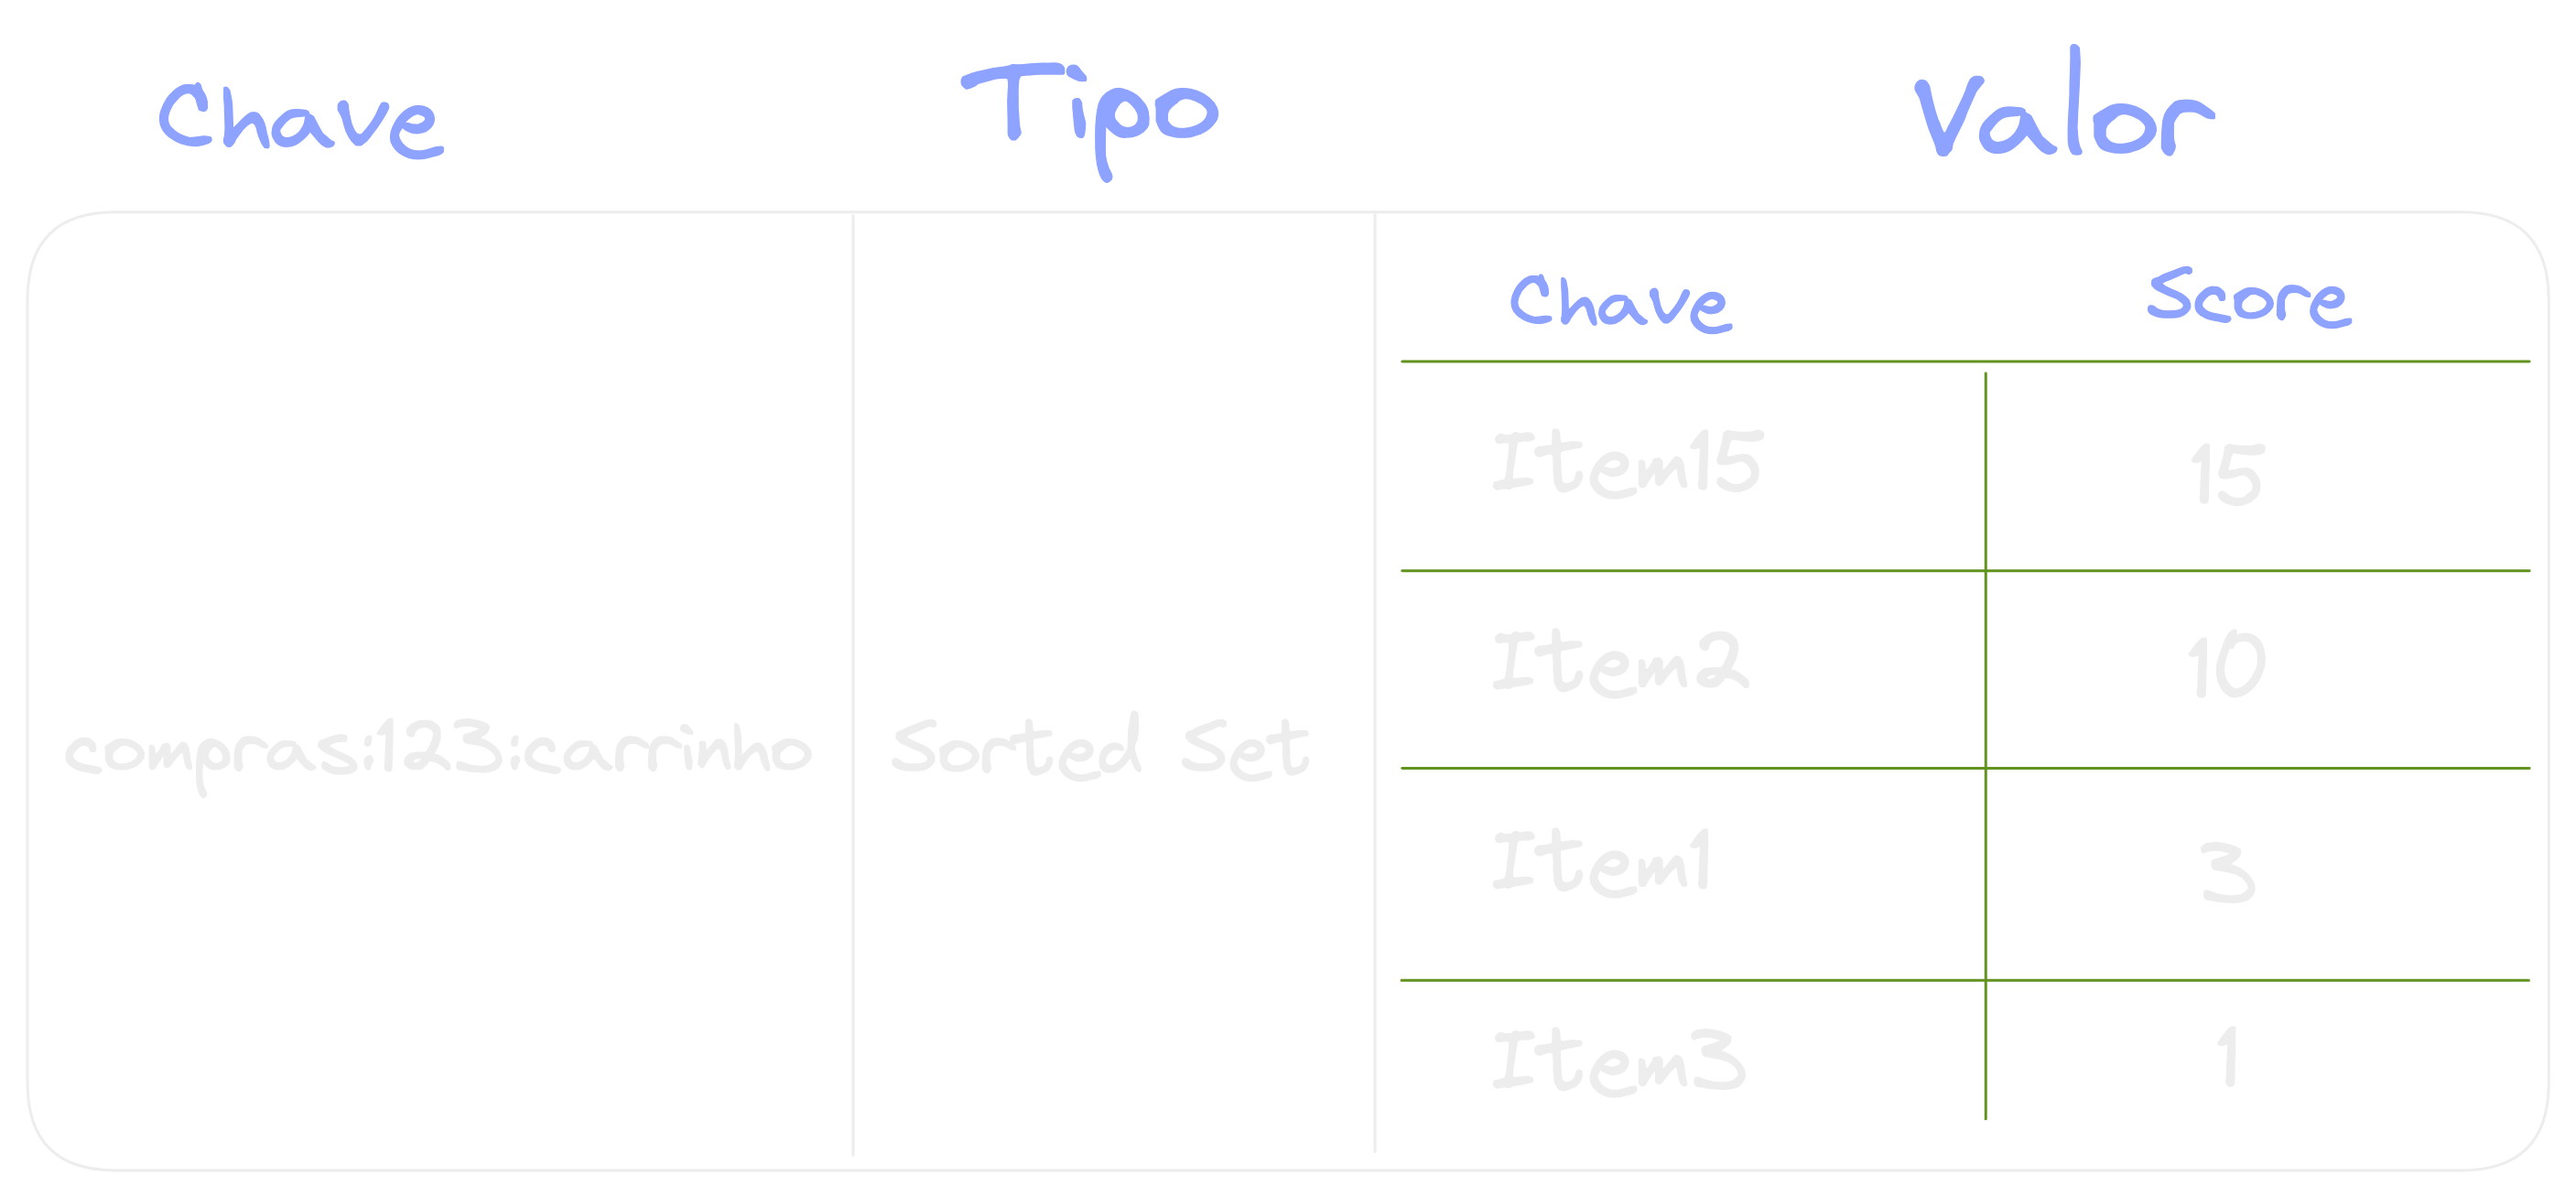 Chave Tipo Valor
Chave Score
Item15 15
Item2 10
compras:123:carrinho Sorted Set
Item1 3
Item3 1